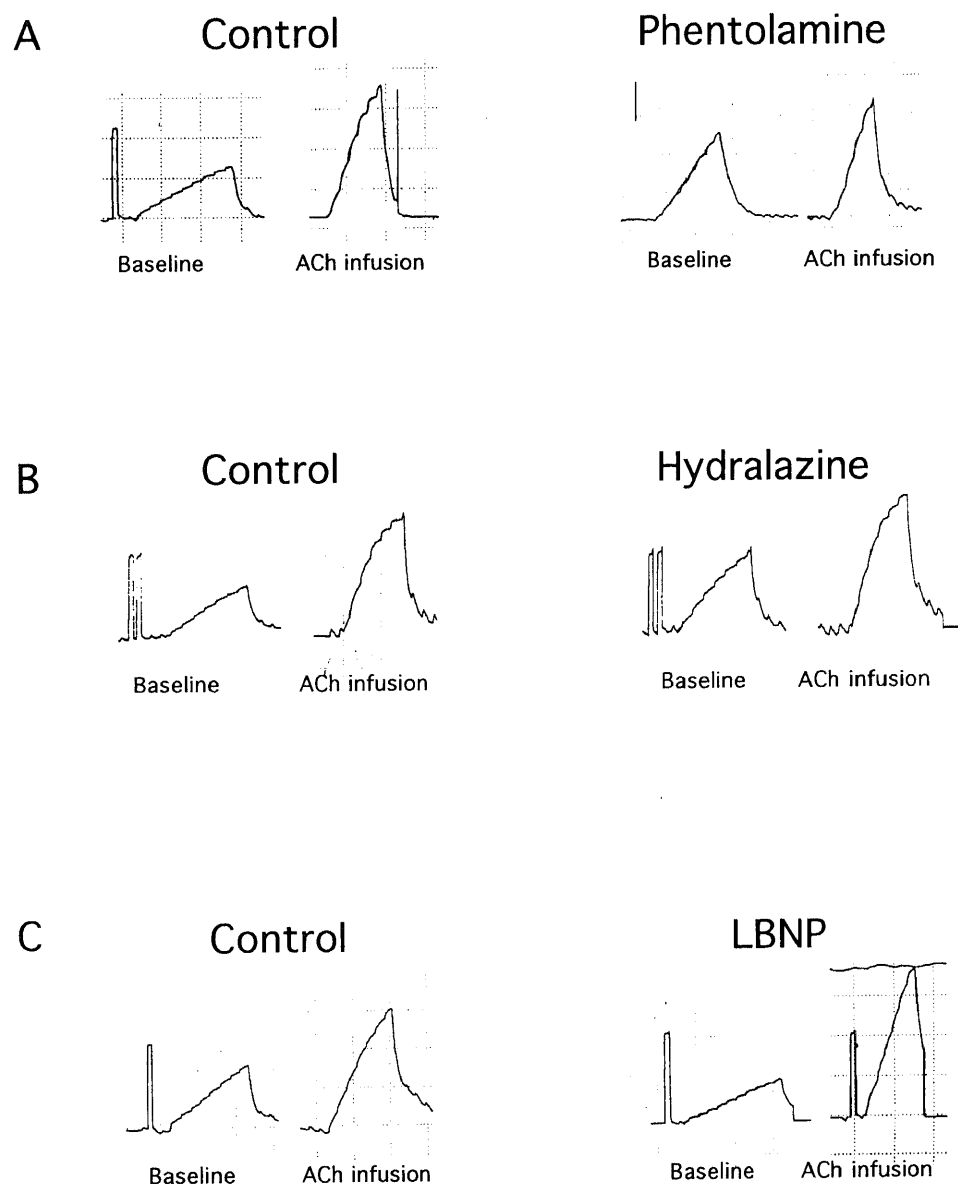 A
Control
Phentolamine
Baseline
ACh infusion
Baseline
ACh infusion
B
Control
Hydralazine
Baseline
ACh infusion
Baseline
ACh infusion
C
Control
LBNP
Baseline
ACh infusion
Baseline
ACh infusion